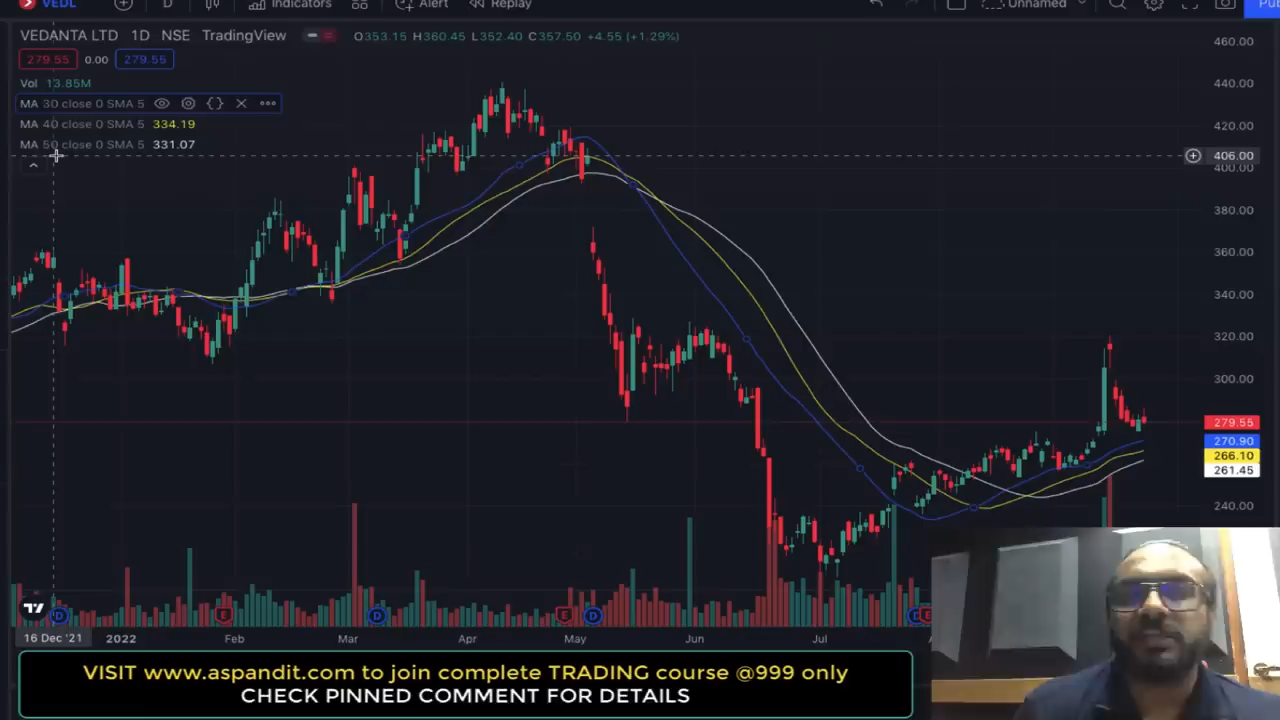 VEDL D Indicators Alert Replay Unnamed
VEDANTA LTD 1D NSE TradingView O353.15 H360.45 L352.40 C357.50 +4.55 (+1.29%)
279.55 0.00 279.55
Vol 13.85M
MA 30 close 0 SMA 5
MA 40 close 0 SMA 5 334.19
MA 50 close 0 SMA 5 331.07
460.00
440.00
420.00
406.00
400.00
380.00
360.00
340.00
320.00
300.00
279.55
270.90
266.10
261.45
240.00
D E D E D E
16 Dec '21 2022 Feb Mar Apr May Jun Jul
VISIT www.aspandit.com to join complete TRADING course @999 only
CHECK PINNED COMMENT FOR DETAILS